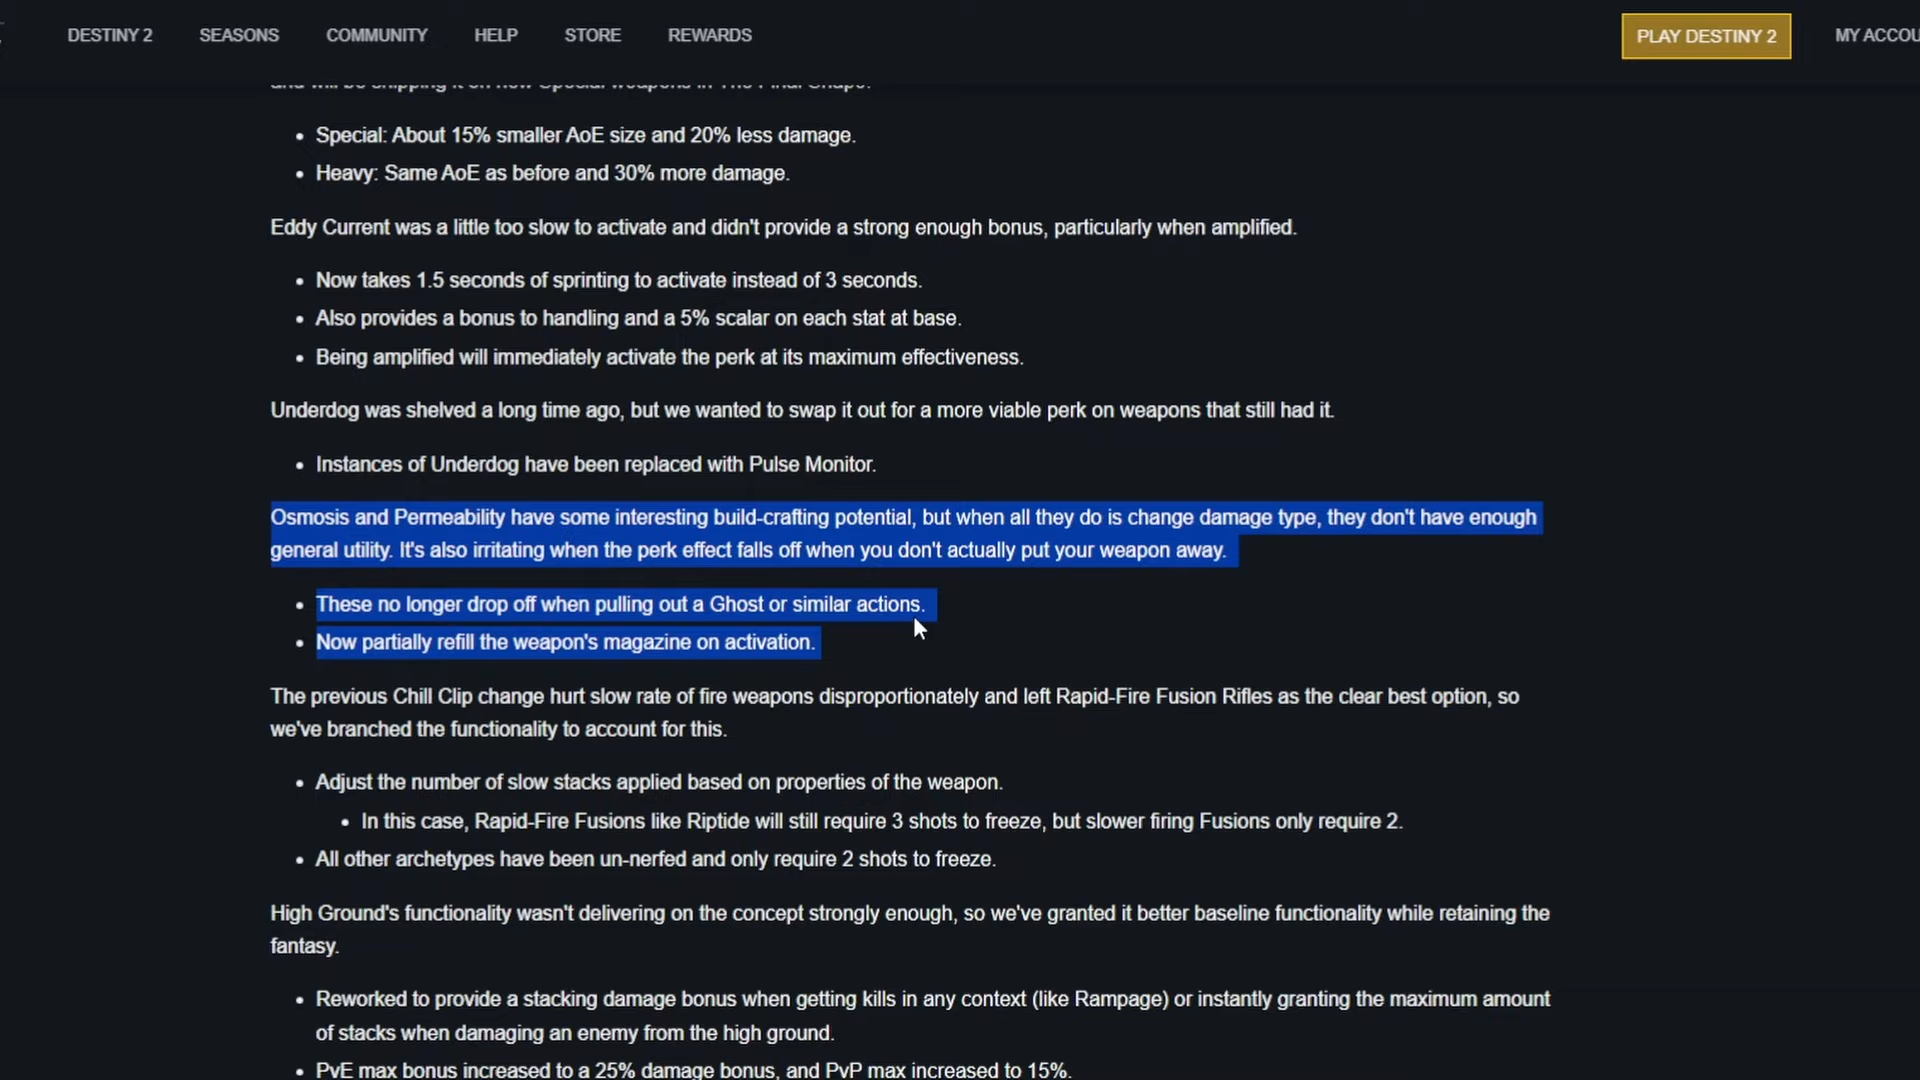 DESTINY 2 SEASONS COMMUNITY HELP STORE REWARDS PLAY DESTINY 2 MY ACCOU
and will be shipping it on new Special weapons in The Final Shape.
• Special: About 15% smaller AoE size and 20% less damage.
• Heavy: Same AoE as before and 30% more damage.
Eddy Current was a little too slow to activate and didn't provide a strong enough bonus, particularly when amplified.
• Now takes 1.5 seconds of sprinting to activate instead of 3 seconds.
• Also provides a bonus to handling and a 5% scalar on each stat at base.
• Being amplified will immediately activate the perk at its maximum effectiveness.
Underdog was shelved a long time ago, but we wanted to swap it out for a more viable perk on weapons that still had it.
• Instances of Underdog have been replaced with Pulse Monitor.
Osmosis and Permeability have some interesting build-crafting potential, but when all they do is change damage type, they don't have enough
general utility. It's also irritating when the perk effect falls off when you don't actually put your weapon away.
• These no longer drop off when pulling out a Ghost or similar actions.
• Now partially refill the weapon's magazine on activation.
The previous Chill Clip change hurt slow rate of fire weapons disproportionately and left Rapid-Fire Fusion Rifles as the clear best option, so
we've branched the functionality to account for this.
• Adjust the number of slow stacks applied based on properties of the weapon.
• In this case, Rapid-Fire Fusions like Riptide will still require 3 shots to freeze, but slower firing Fusions only require 2.
• All other archetypes have been un-nerfed and only require 2 shots to freeze.
High Ground's functionality wasn't delivering on the concept strongly enough, so we've granted it better baseline functionality while retaining the
fantasy.
• Reworked to provide a stacking damage bonus when getting kills in any context (like Rampage) or instantly granting the maximum amount
of stacks when damaging an enemy from the high ground.
• PvE max bonus increased to a 25% damage bonus, and PvP max increased to 15%.